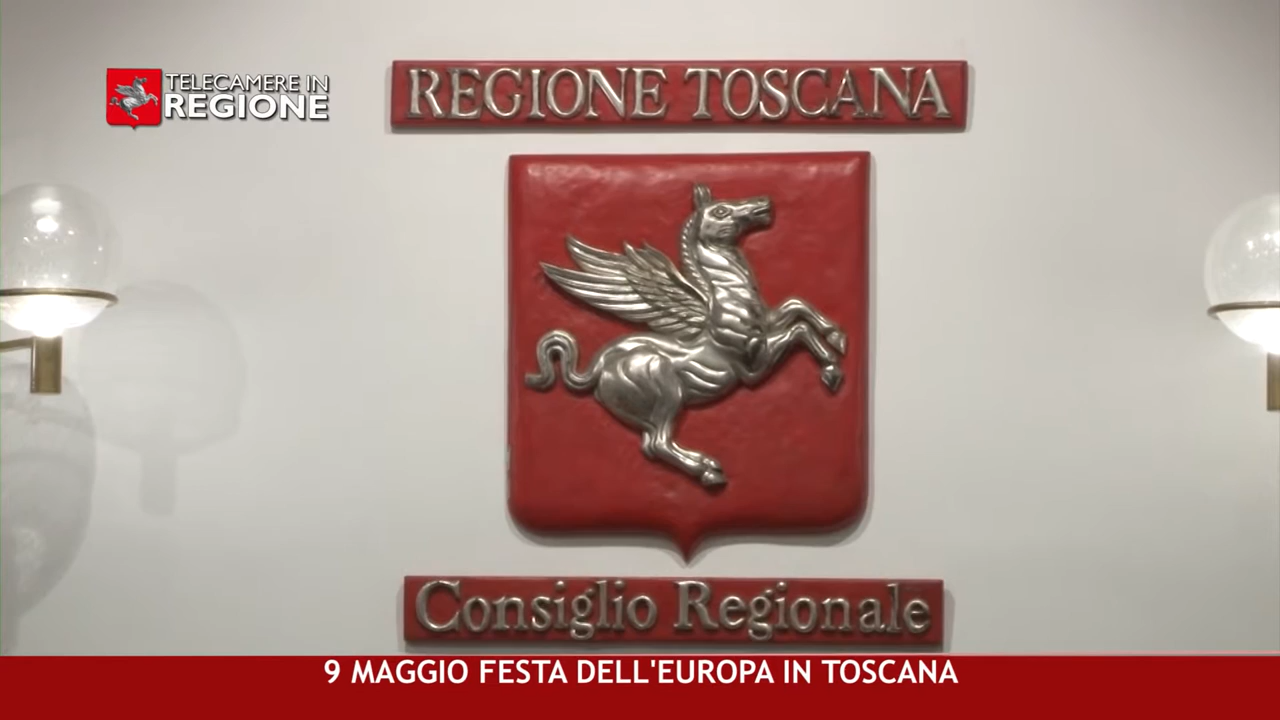 TELECAMERE IN
REGIONE
REGIONE TOSCANA
Consiglio Regionale
9 MAGGIO FESTA DELL'EUROPA IN TOSCANA